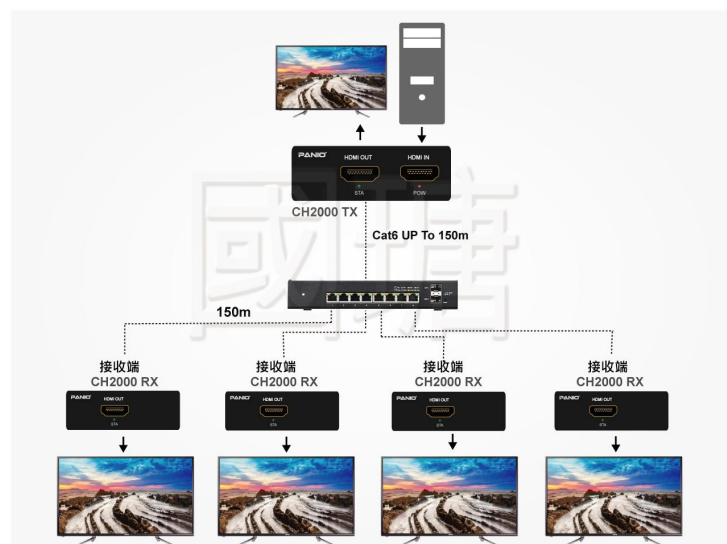 PANIO
HDMI OUT
HDMI IN
STA
POW
CH2000 TX
Cat6 UP To 150m
國瑭
150m
接收端
CH2000 RX
接收端
CH2000 RX
接收端
CH2000 RX
接收端
CH2000 RX
PANIO HDMI OUT
STA
PANIO HDMI OUT
STA
PANIO HDMI OUT
STA
PANIO HDMI OUT
STA